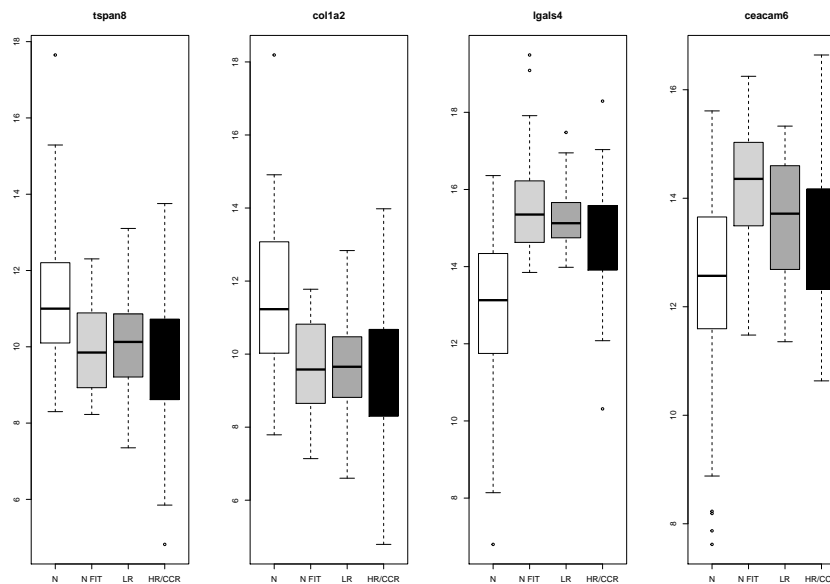 tspan8
18
16
14
12
10
8
6
N
N FIT
LR
HR/CCR
col1a2
18
16
14
12
10
8
6
N
N FIT
LR
HR/CCR
lgals4
18
16
14
12
10
8
N
N FIT
LR
HR/CCR
ceacam6
16
14
12
10
8
N
N FIT
LR
HR/CCR